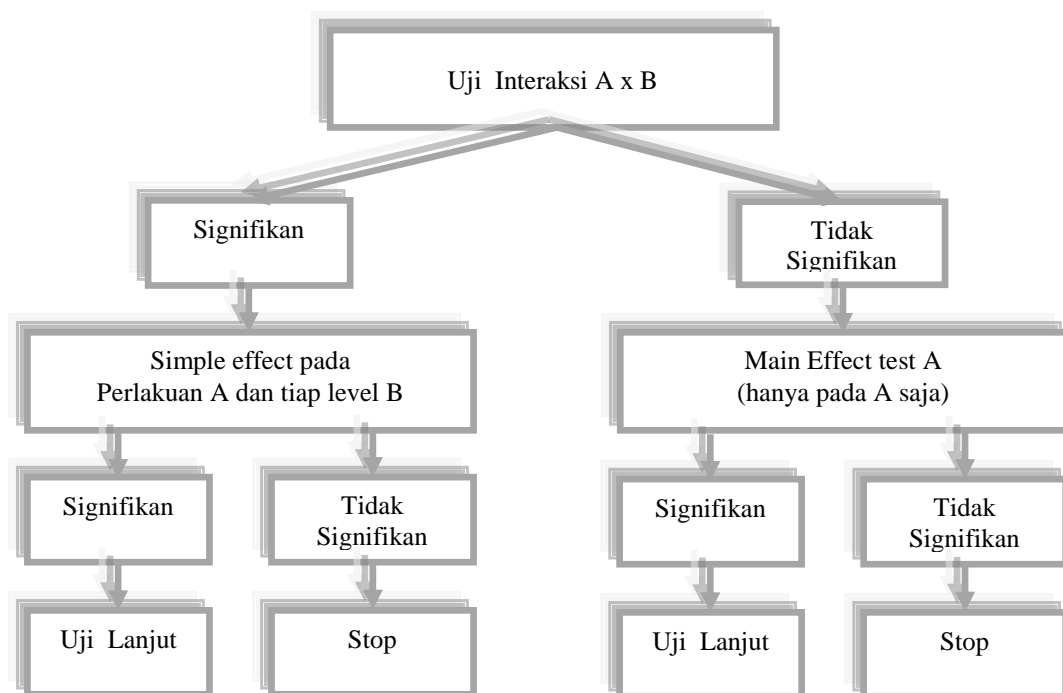 Uji Interaksi A x B
Signifikan
Tidak
Signifikan
Simple effect pada
Perlakuan A dan tiap level B
Main Effect test A
(hanya pada A saja)
Signifikan
Tidak
Signifikan
Signifikan
Tidak
Signifikan
Uji Lanjut
Stop
Uji Lanjut
Stop